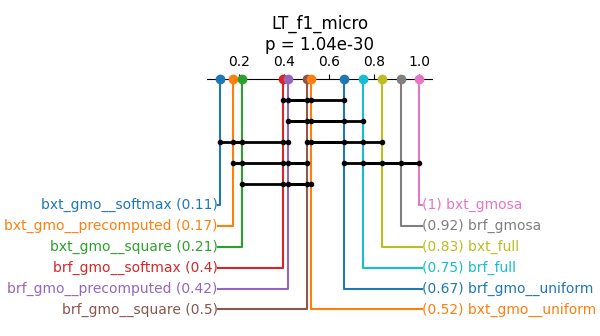 LT_f1_micro
p = 1.04e-30
0.2 0.4 0.6 0.8 1.0
bxt_gmo__softmax (0.11) (1) bxt_gmosa
bxt_gmo__precomputed (0.17) (0.92) brf_gmosa
bxt_gmo__square (0.21) (0.83) bxt_full
brf_gmo__softmax (0.4) (0.75) brf_full
brf_gmo__precomputed (0.42) (0.67) brf_gmo__uniform
brf_gmo__square (0.5) (0.52) bxt_gmo__uniform